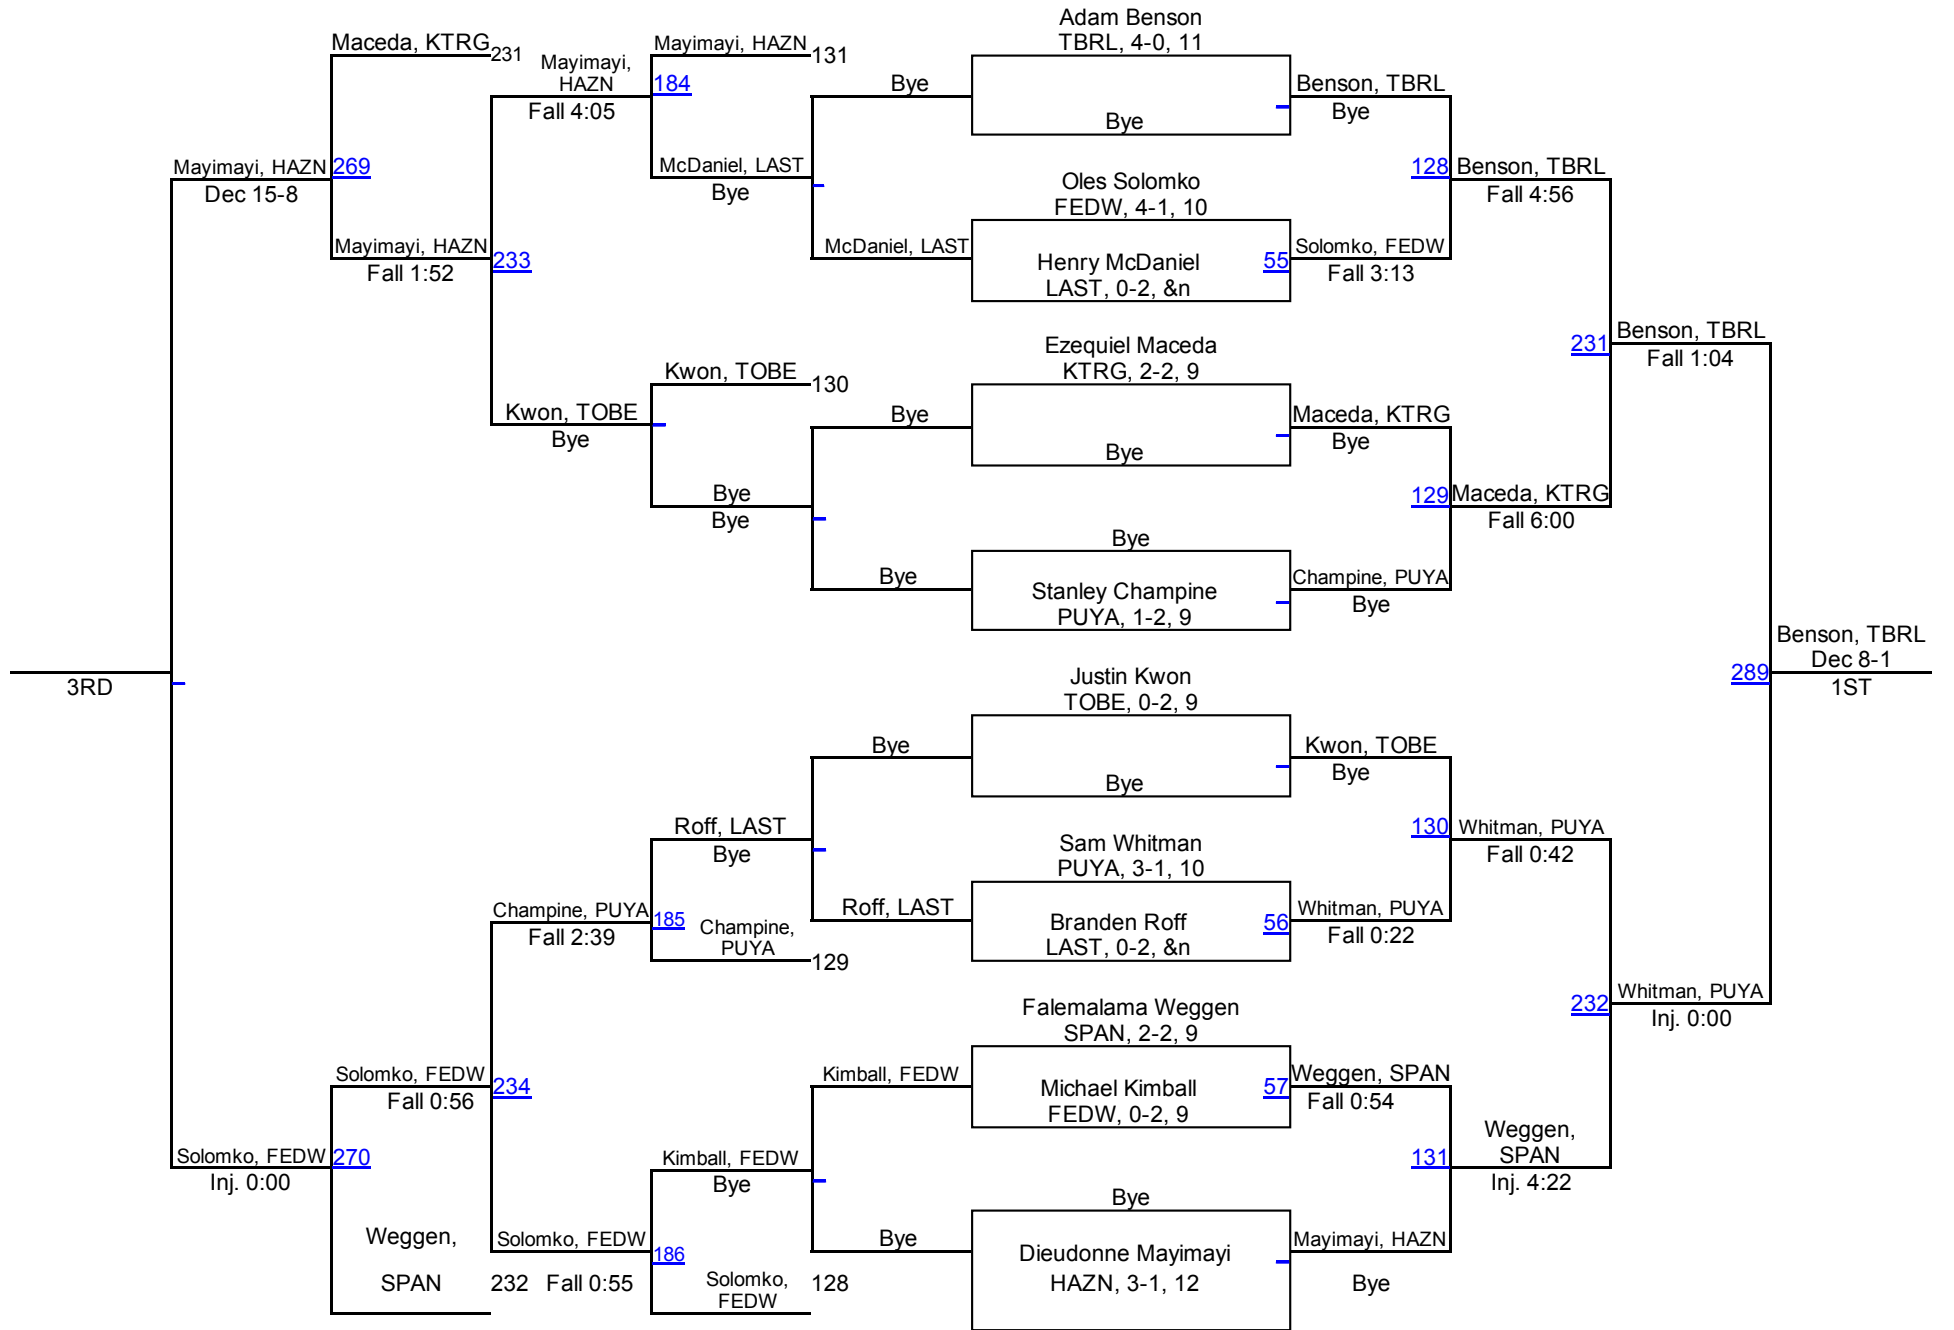 Adam Benson
TBRL, 4-0, 11
Bye
Oles Solomko
FEDW, 4-1, 10
Henry McDaniel
LAST, 0-2, &n
55
Ezequiel Maceda
KTRG, 2-2, 9
Bye
Bye
Stanley Champine
PUYA, 1-2, 9
Justin Kwon
TOBE, 0-2, 9
Bye
Sam Whitman
PUYA, 3-1, 10
Branden Roff
LAST, 0-2, &n
56
Falemalama Weggen
SPAN, 2-2, 9
Michael Kimball
FEDW, 0-2, 9
57
Bye
Dieudonne Mayimayi
HAZN, 3-1, 12
Benson, TBRL
Bye
128
Solomko, FEDW
Fall 3:13
Maceda, KTRG
Bye
129
Champine, PUYA
Bye
Kwon, TOBE
Bye
130
Whitman, PUYA
Fall 0:22
Weggen, SPAN
Fall 0:54
131
Mayimayi, HAZN
Bye
Benson, TBRL
Fall 4:56
231
Maceda, KTRG
Fall 6:00
Whitman, PUYA
Fall 0:42
232
Weggen,
SPAN
Inj. 4:22
Benson, TBRL
Fall 1:04
289
Whitman, PUYA
Inj. 0:00
Benson, TBRL
Dec 8-1
1ST
Bye
McDaniel, LAST
Bye
Bye
Bye
Roff, LAST
Kimball, FEDW
Bye
Mayimayi, HAZN
131
184
McDaniel, LAST
Bye
Kwon, TOBE
130
Bye
Bye
Roff, LAST
Bye
185
Champine,
PUYA
129
Kimball, FEDW
Bye
186
Solomko,
FEDW
128
Mayimayi,
HAZN
Fall 4:05
233
Kwon, TOBE
Bye
Champine, PUYA
Fall 2:39
234
Solomko, FEDW
Fall 0:55
Maceda, KTRG
231
269
Mayimayi, HAZN
Fall 1:52
Solomko, FEDW
Fall 0:56
270
Weggen,
SPAN
232
Mayimayi, HAZN
Dec 15-8
Solomko, FEDW
Inj. 0:00
3RD